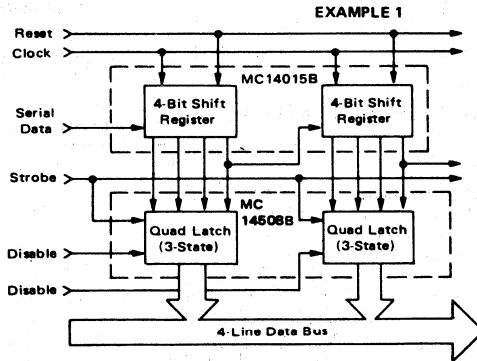 EXAMPLE 1
Reset
Clock
MC14015B
4-Bit Shift
Register
4-Bit Shift
Register
Serial
Data
Strobe
MC
14508B
Quad Latch
(3-State)
Quad Latch
(3-State)
Disable
Disable
4-Line Data Bus